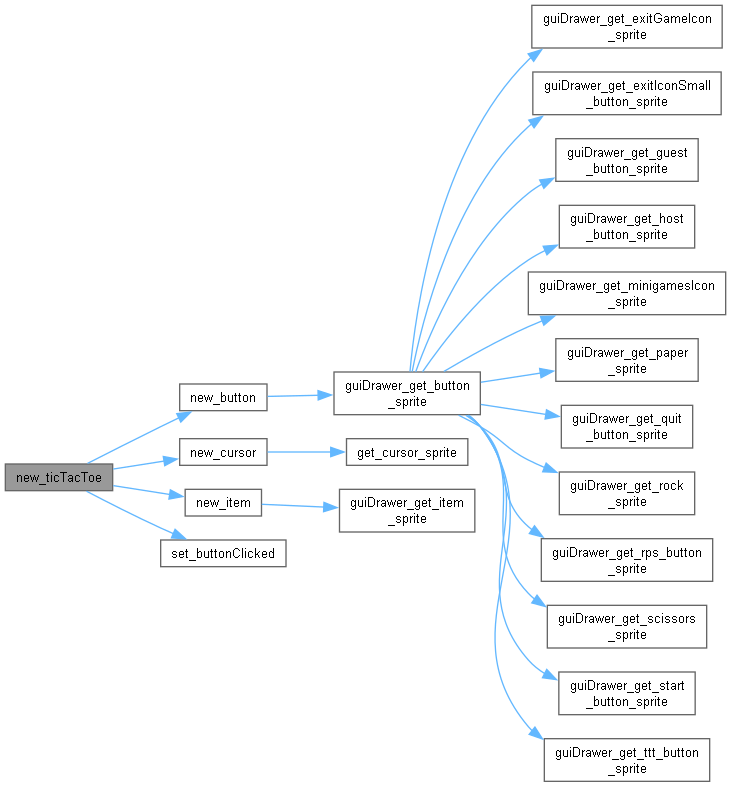 new_ticTacToe
new_button
new_cursor
new_item
set_buttonClicked
guiDrawer_get_button
_sprite
get_cursor_sprite
guiDrawer_get_item
_sprite
guiDrawer_get_exitGameIcon
_sprite
guiDrawer_get_exitIconSmall
_button_sprite
guiDrawer_get_guest
_button_sprite
guiDrawer_get_host
_button_sprite
guiDrawer_get_minigamesIcon
_sprite
guiDrawer_get_paper
_sprite
guiDrawer_get_quit
_button_sprite
guiDrawer_get_rock
_sprite
guiDrawer_get_rps_button
_sprite
guiDrawer_get_scissors
_sprite
guiDrawer_get_start
_button_sprite
guiDrawer_get_ttt_button
_sprite